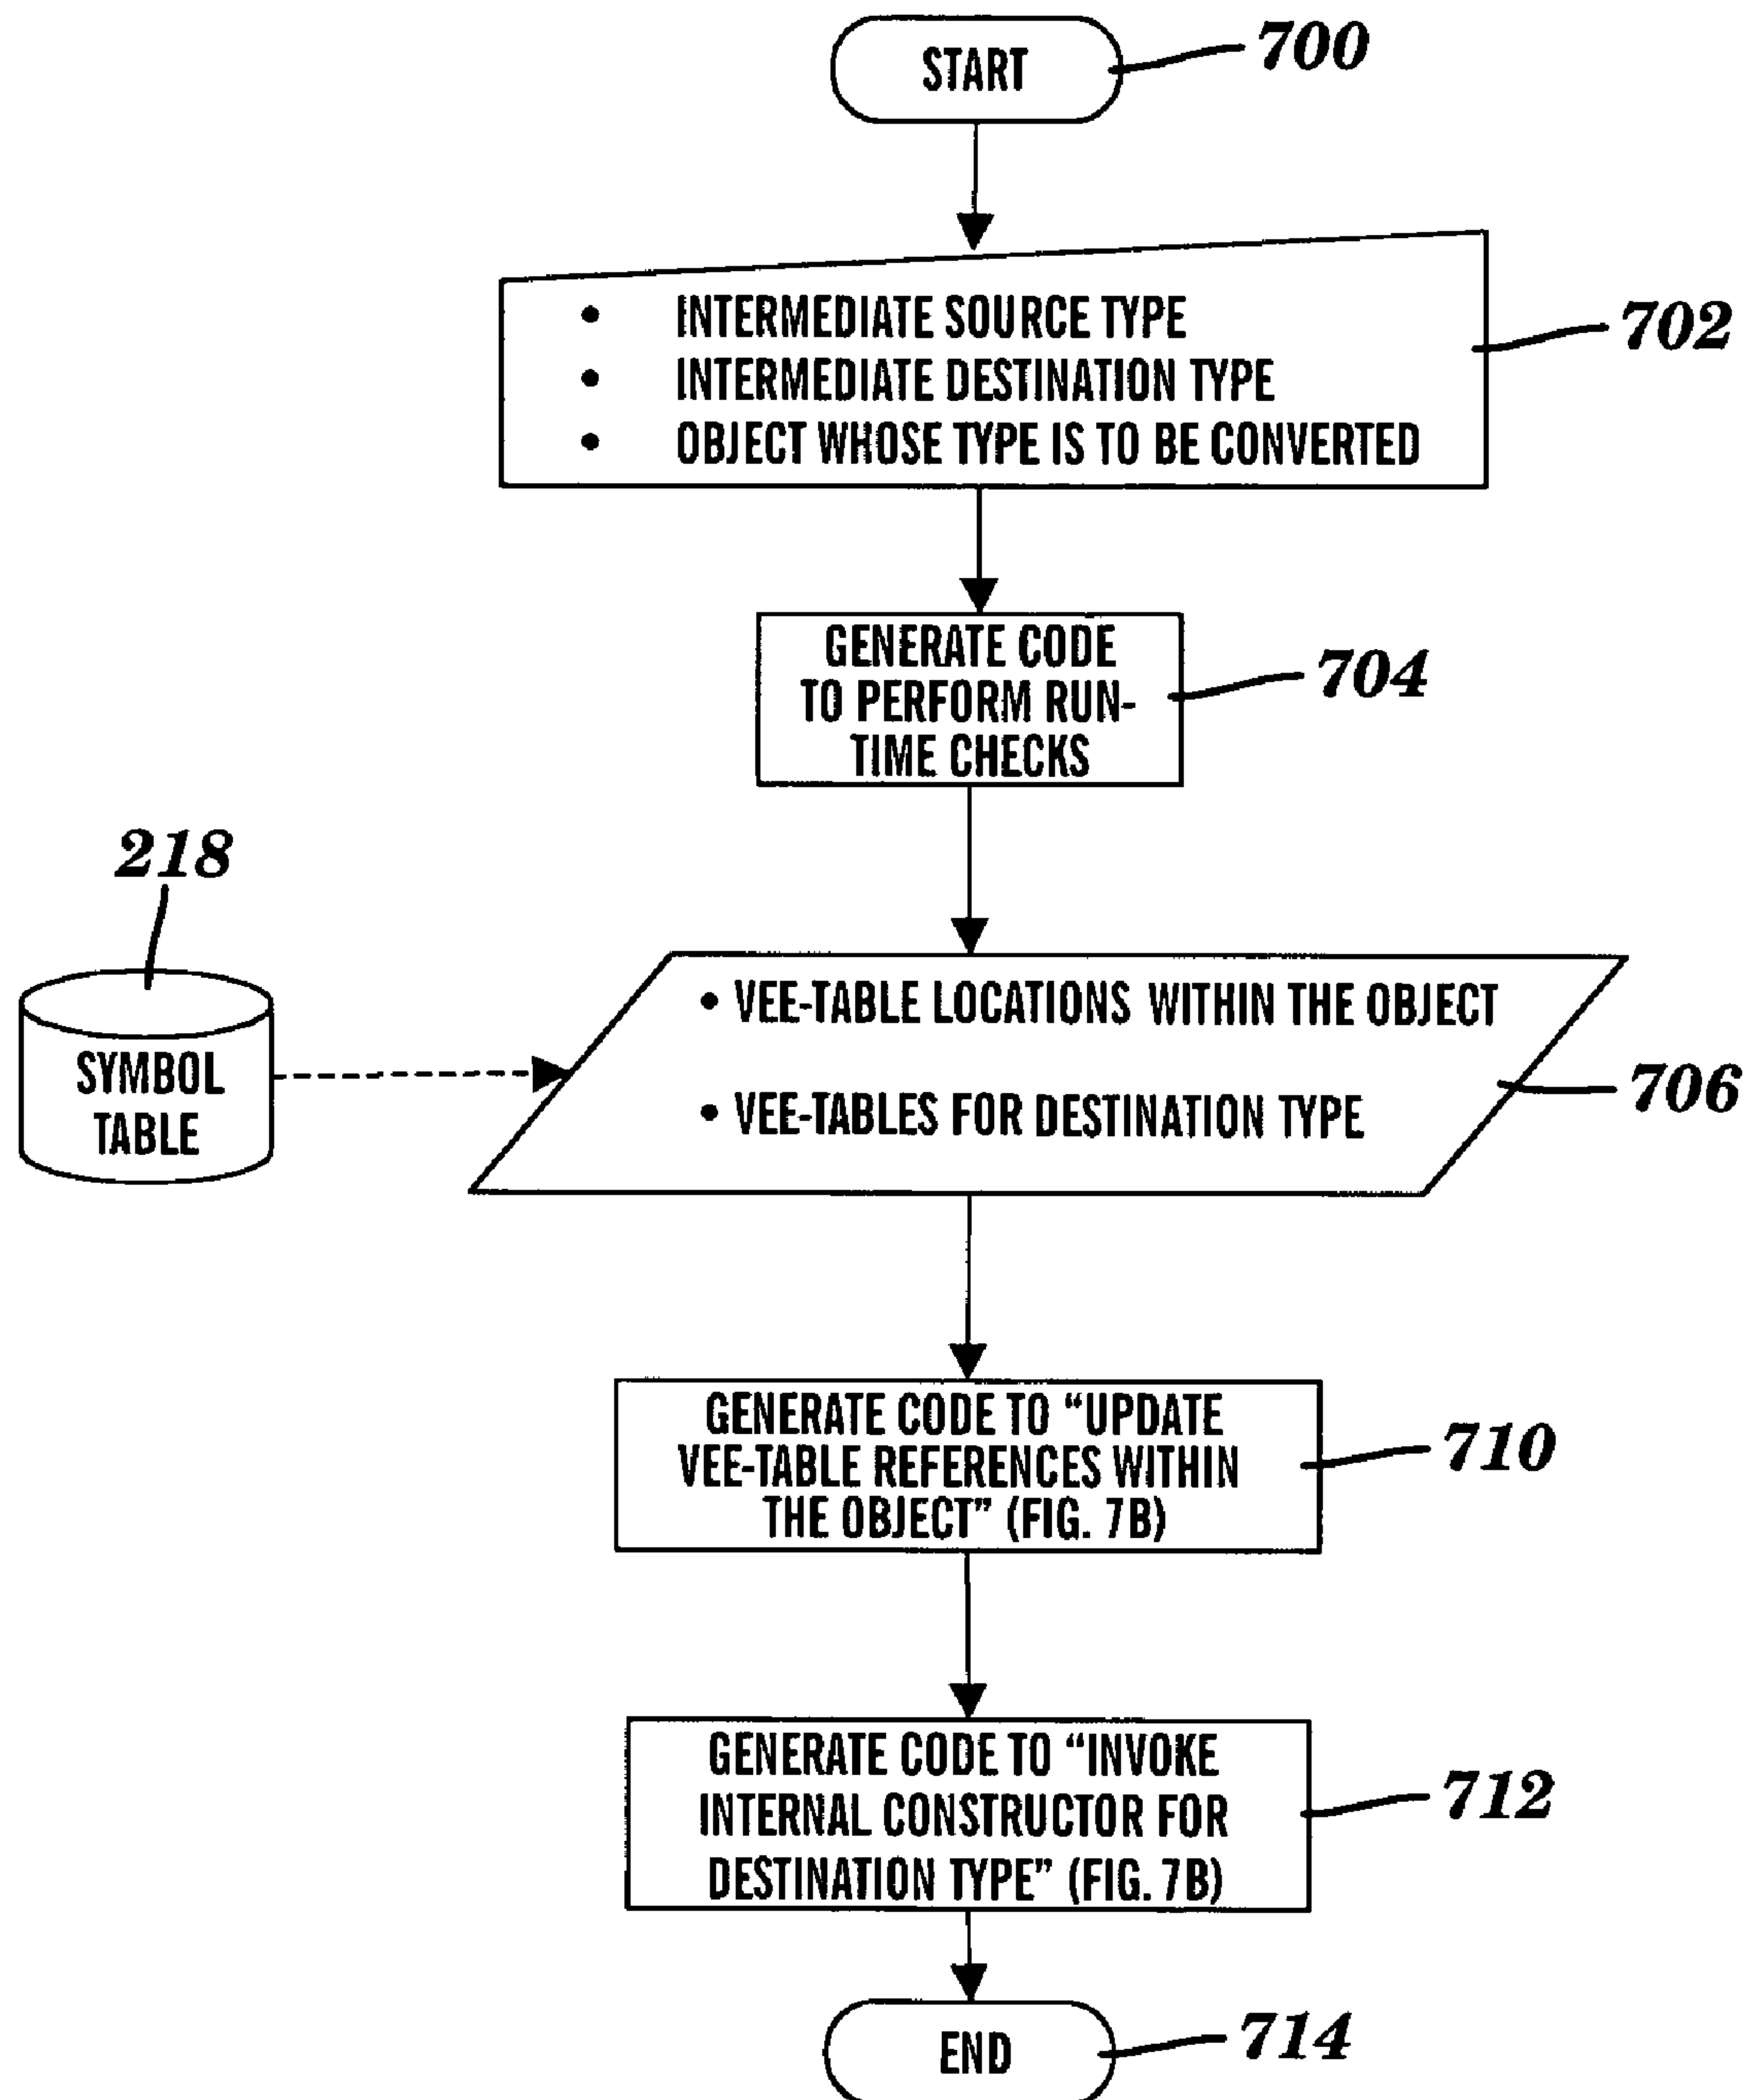 START
700
• INTERMEDIATE SOURCE TYPE
• INTERMEDIATE DESTINATION TYPE
• OBJECT WHOSE TYPE IS TO BE CONVERTED
702
GENERATE CODE
TO PERFORM RUN-
TIME CHECKS
704
218
SYMBOL
TABLE
• VEE-TABLE LOCATIONS WITHIN THE OBJECT
• VEE-TABLES FOR DESTINATION TYPE
706
GENERATE CODE TO “UPDATE
VEE-TABLE REFERENCES WITHIN
THE OBJECT” (FIG. 7B)
710
GENERATE CODE TO “INVOKE
INTERNAL CONSTRUCTOR FOR
DESTINATION TYPE” (FIG. 7B)
712
END
714